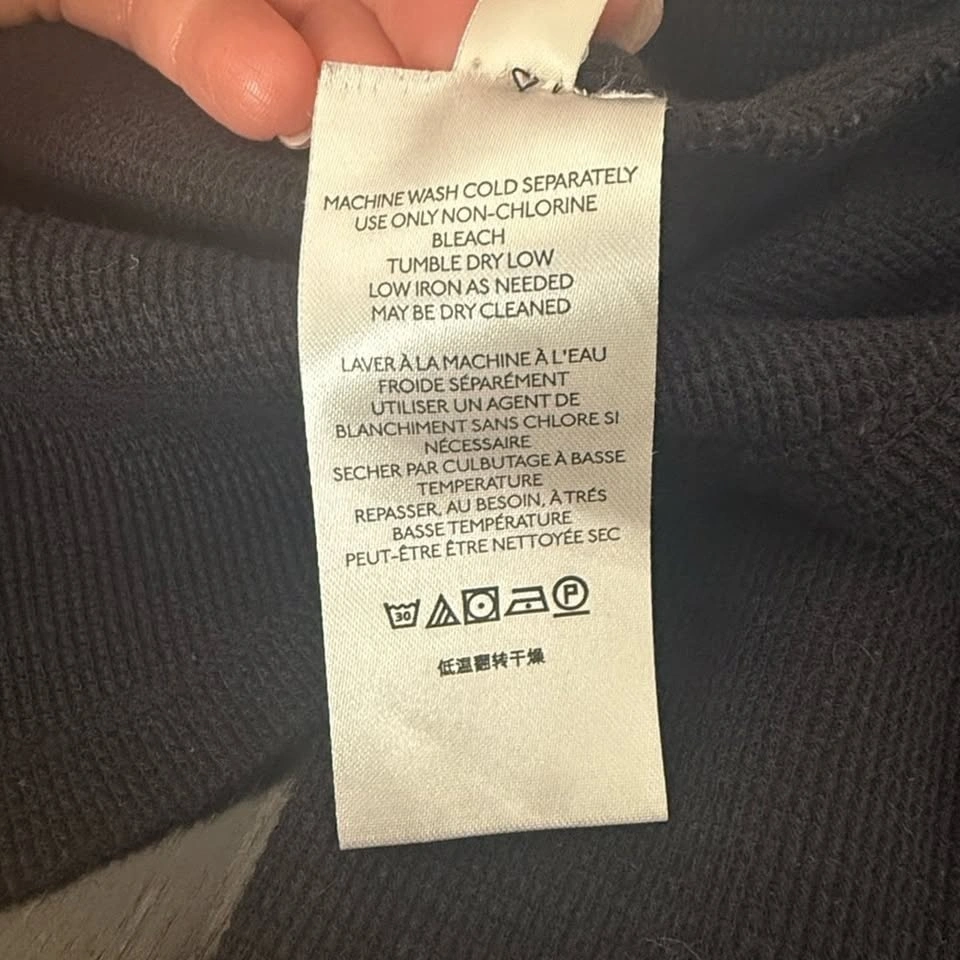 MACHINE WASH COLD SEPARATELY
USE ONLY NON-CHLORINE
BLEACH
TUMBLE DRY LOW
LOW IRON AS NEEDED
MAY BE DRY CLEANED
LAVER À LA MACHINE À L'EAU
FROIDE SÉPARÉMENT
UTILISER UN AGENT DE
BLANCHIMENT SANS CHLORE SI
NÉCESSAIRE
SECHER PAR CULBUTAGE À BASSE
TEMPERATURE
REPASSER, AU BESOIN, À TRÉS
BASSE TEMPÉRATURE
PEUT-ÊTRE ÊTRE NETTOYÉE SEC
30 P
低温翻转干燥